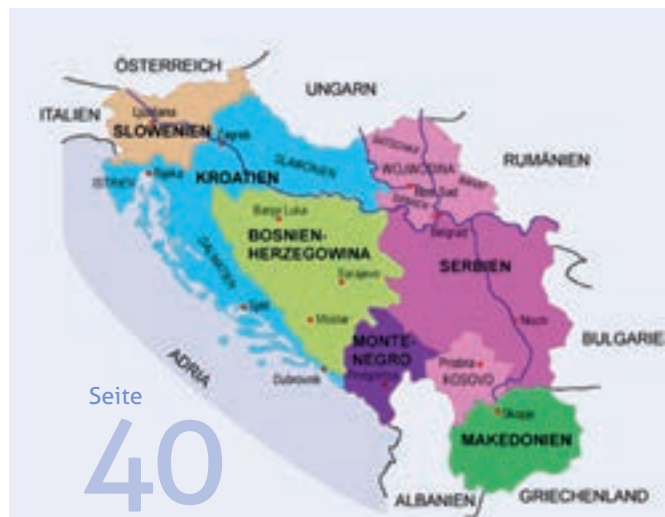 ÖSTERREICH
UNGARN
ITALIEN
Ljubljana
SLOWENIEN
Zagreb
RUMÄNIEN
SLAWONIEN
WOJWODINA
BANAT
Novi Sad
ISTRIEN
Rijeka
KROATIEN
Belgrad
Banja Luka
BOSNIEN-
HERZEGOWINA
SERBIEN
DALMATIEN
Sarajevo
Split
Mostar
Nisch
BULGARIE
MONTE-
NEGRO
ADRIA
Dubrovnik
Podgorica
Pristina
KOSOVO
Seite
40
Skopje
MAKEDONIEN
ALBANIEN
GRIECHENLAND